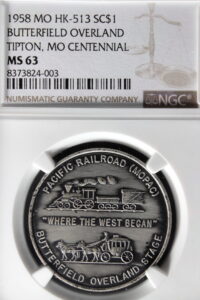 1958 MO HK-513 SC$1
BUTTERFIELD OVERLAND
TIPTON, MO CENTENNIAL
MS 63
8373824-003
NUMISMATIC GUARANTY COMPANY
NGC
PACIFIC RAILROAD (MOPAC)
"WHERE THE WEST BEGAN"
BUTTERFIELD OVERLAND STAGE